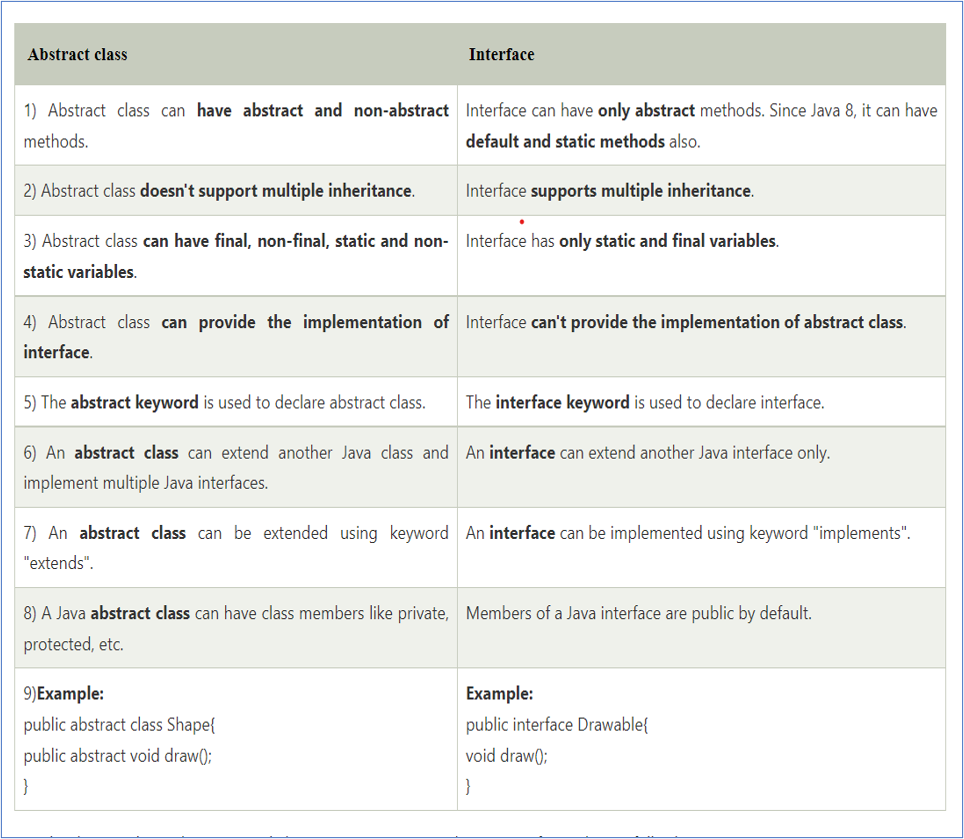 Abstract class
Interface
1) Abstract class can have abstract and non-abstract
methods.
Interface can have only abstract methods. Since Java 8, it can have
default and static methods also.
2) Abstract class doesn't support multiple inheritance.
Interface supports multiple inheritance.
3) Abstract class can have final, non-final, static and non-
static variables.
Interface has only static and final variables.
4) Abstract class can provide the implementation of
interface.
Interface can't provide the implementation of abstract class.
5) The abstract keyword is used to declare abstract class.
The interface keyword is used to declare interface.
6) An abstract class can extend another Java class and
implement multiple Java interfaces.
An interface can extend another Java interface only.
7) An abstract class can be extended using keyword
"extends".
An interface can be implemented using keyword "implements".
8) A Java abstract class can have class members like private,
protected, etc.
Members of a Java interface are public by default.
9)Example:
public abstract class Shape{
public abstract void draw();
}
Example:
public interface Drawable{
void draw();
}